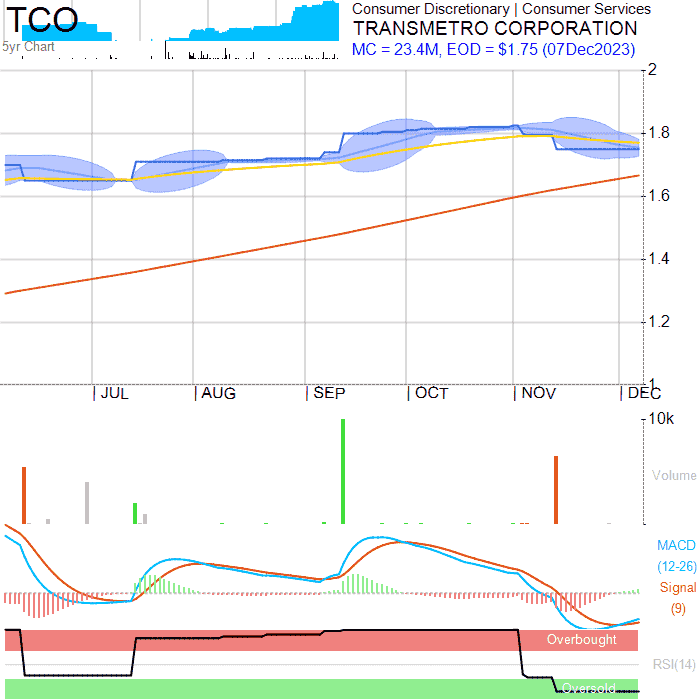 TCO
Consumer Discretionary | Consumer Services
TRANSMETRO CORPORATION
MC = 23.4M, EOD = $1.75 (07Dec2023)
5yr Chart
2
1.8
1.6
1.4
1.2
1
JUL AUG SEP OCT NOV DEC
10k
Volume
MACD
(12-26)
Signal
(9)
Overbought
RSI(14)
Oversold